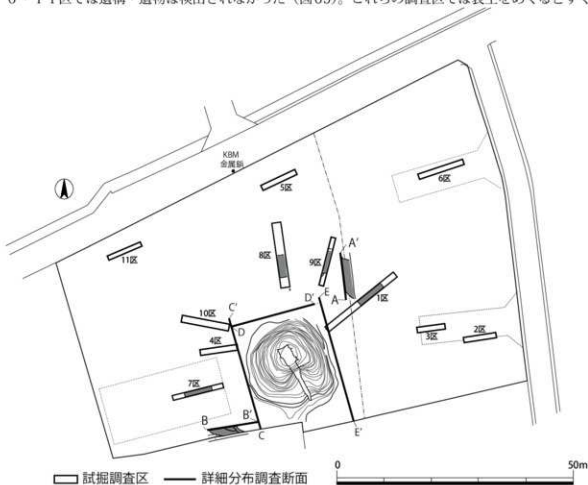 0・11区では遺構・遺物は検出されなかった（図65）。これらの調査区では表土をめくるとすぐ
KBM
金属鋲
5区
6区
A'
8区
9区
11区
1区
E
D'
A
10区
C'
D
3区
2区
4区
7区
B'
B
C
E'
試掘調査区
詳細分布調査断面
0
50m